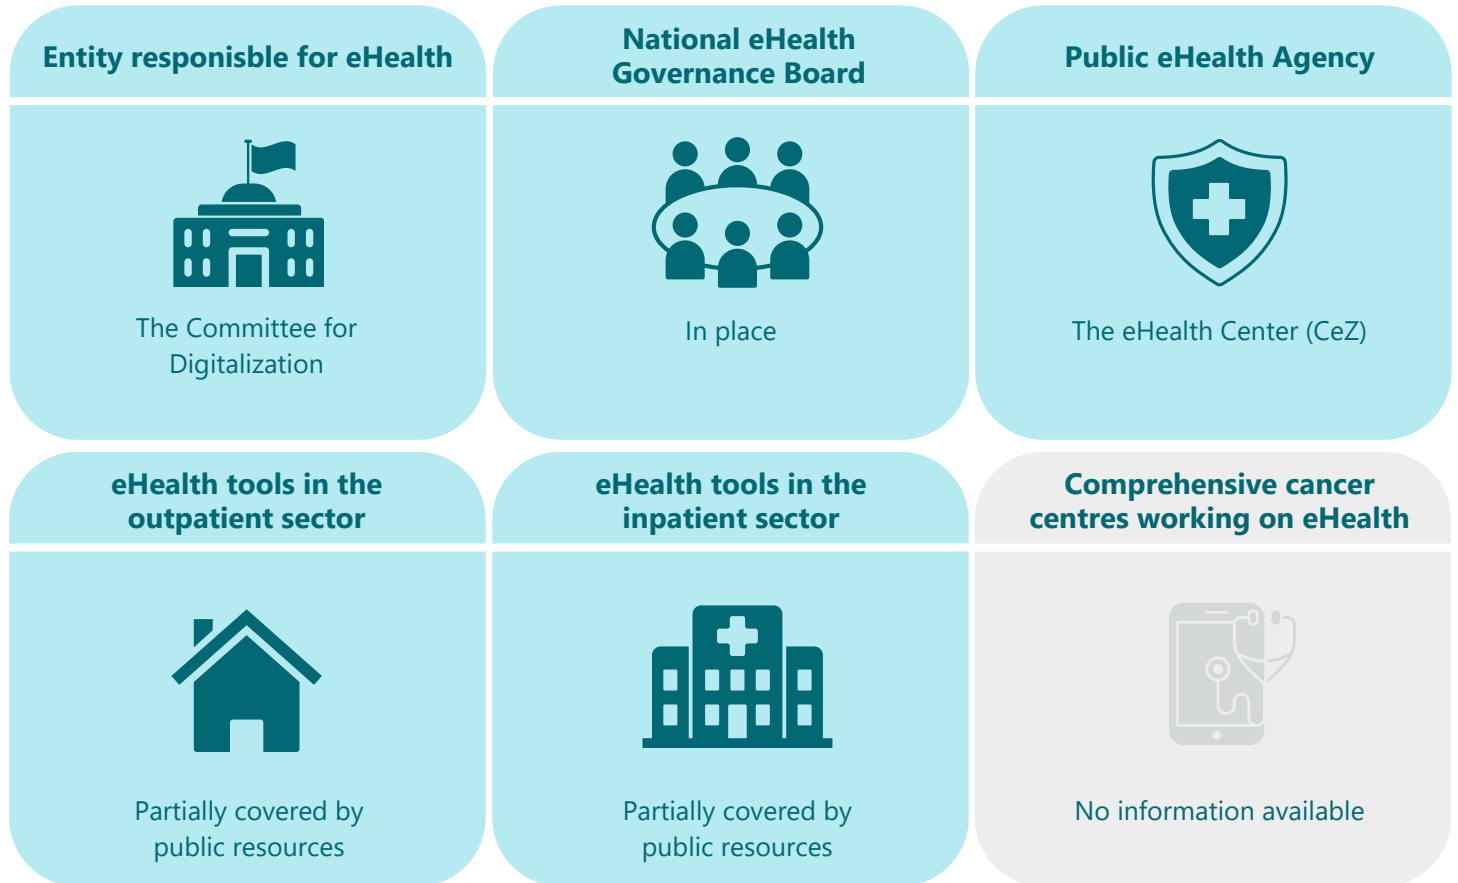 Entity responisble for eHealth
National eHealth
Governance Board
Public eHealth Agency
The Committee for
Digitalization
In place
The eHealth Center (CeZ)
eHealth tools in the
outpatient sector
eHealth tools in the
inpatient sector
Comprehensive cancer
centres working on eHealth
Partially covered by
public resources
Partially covered by
public resources
No information available